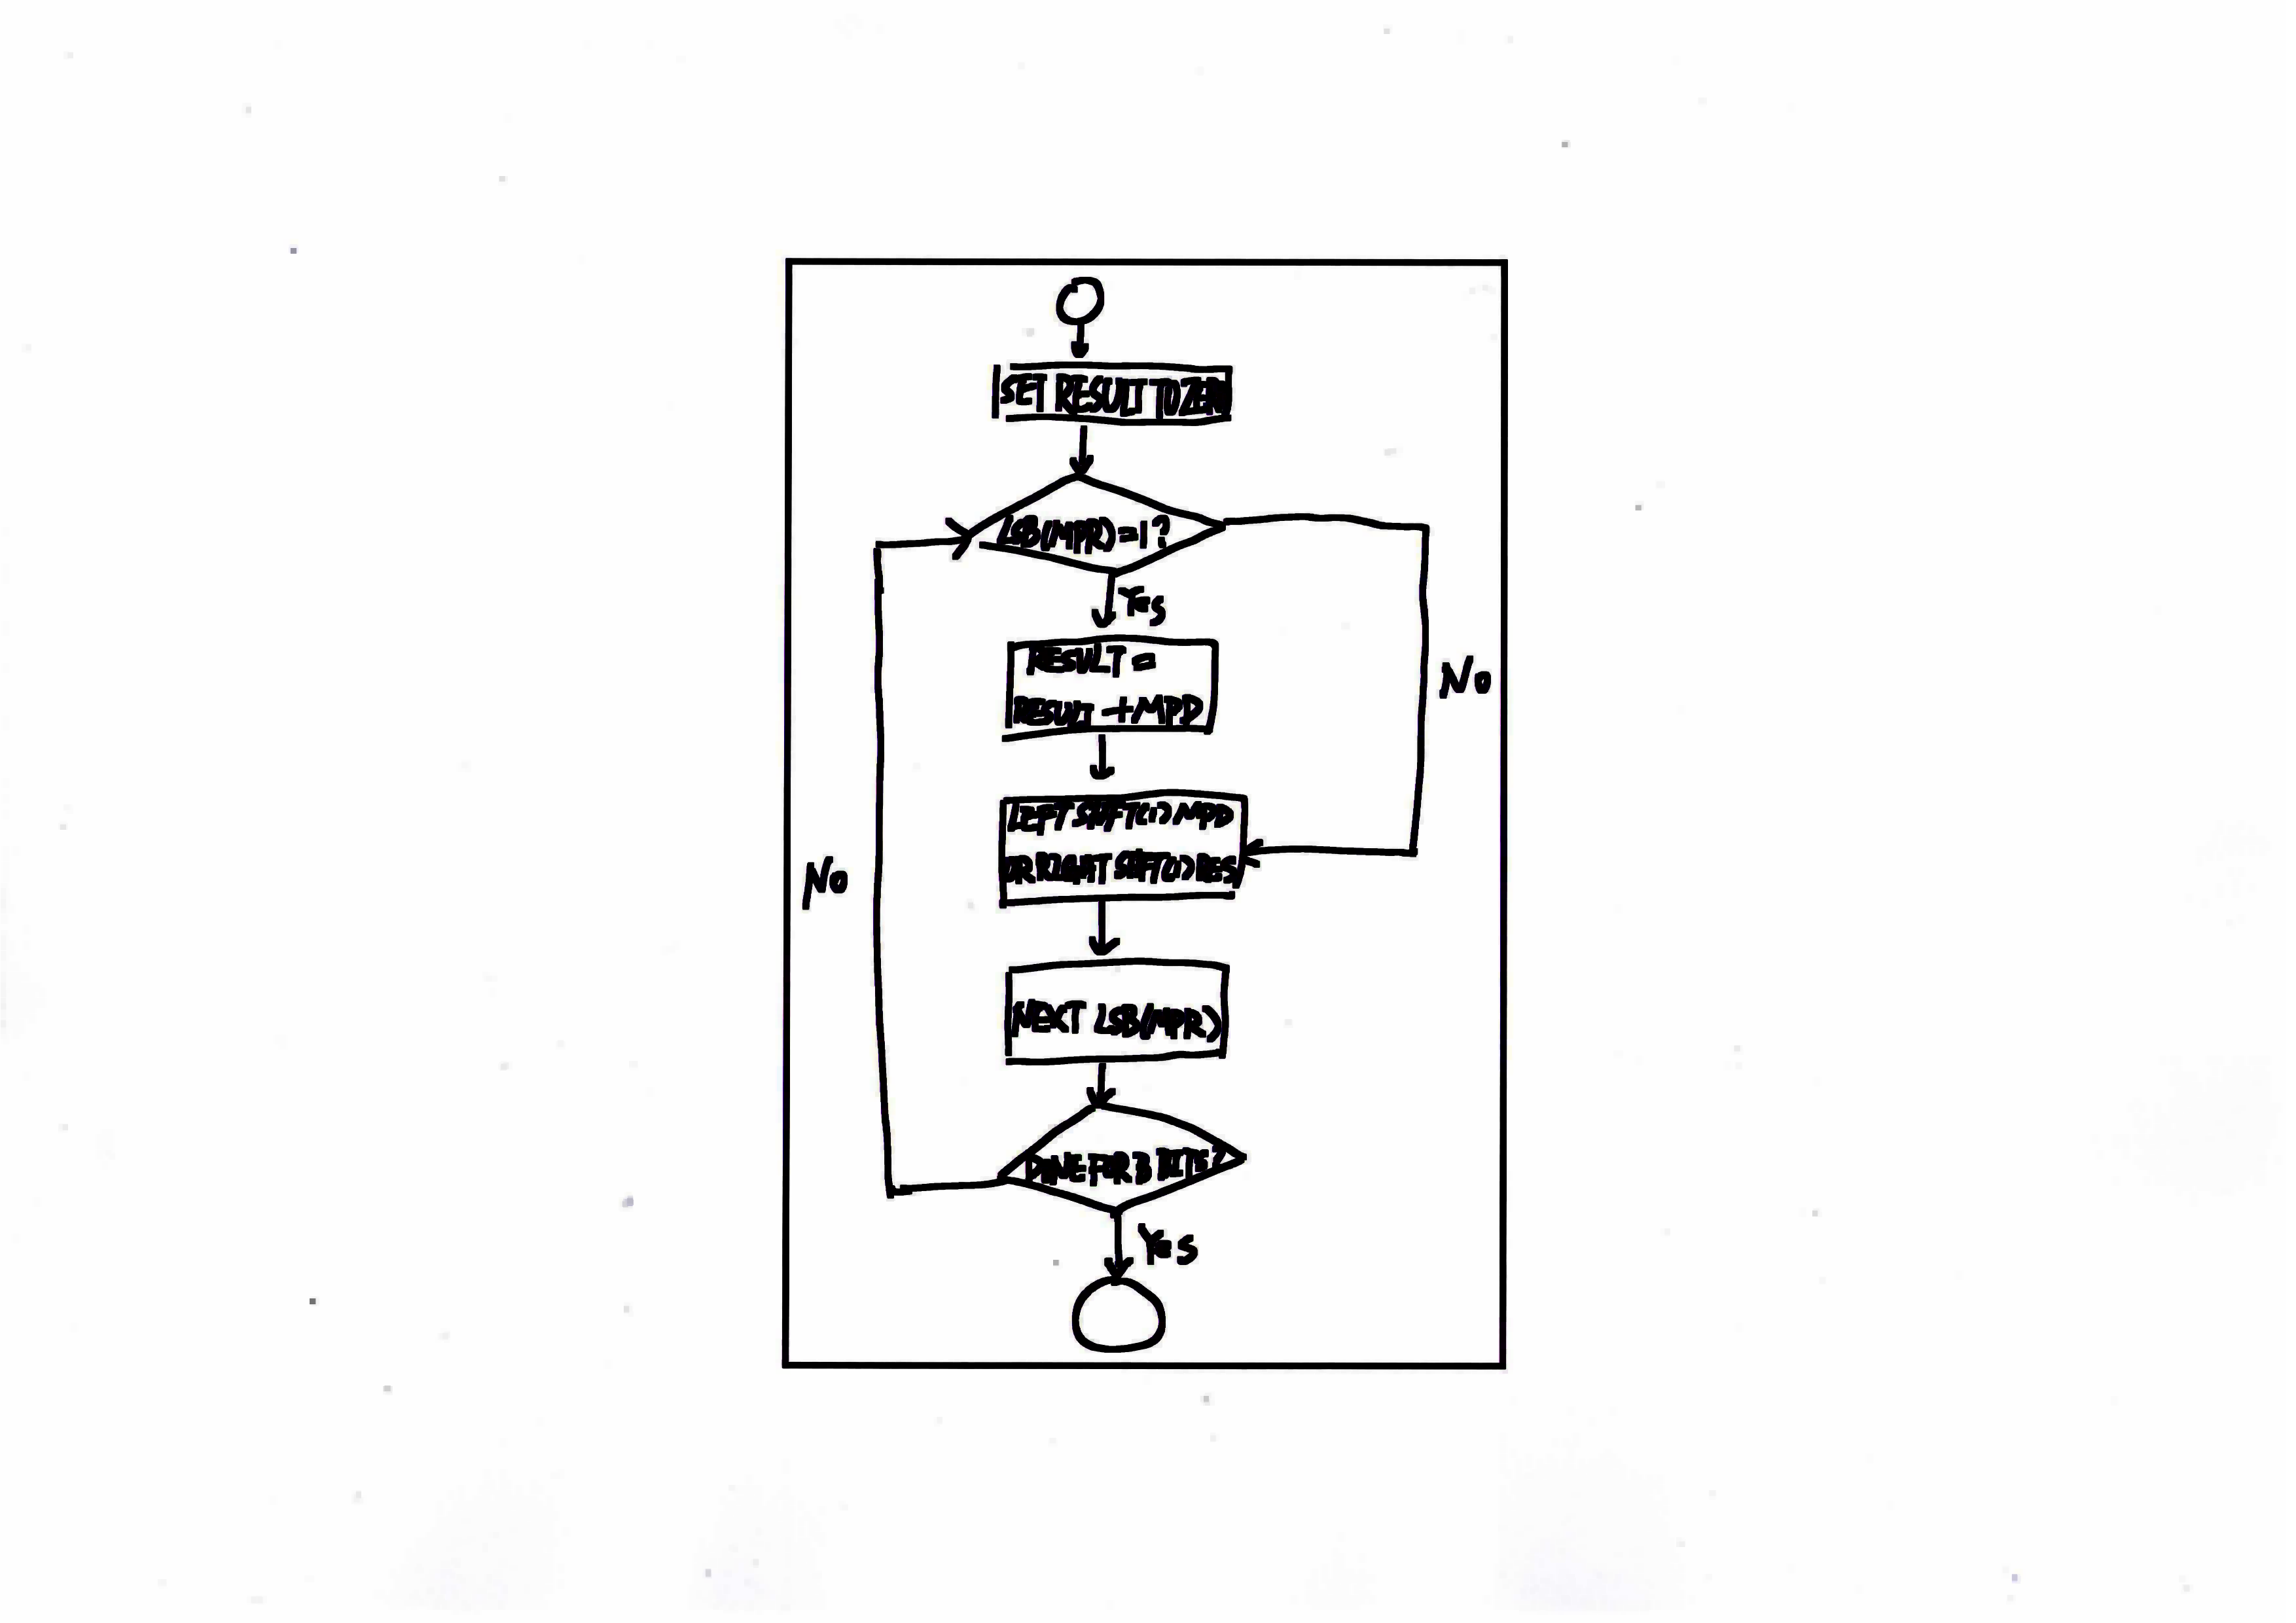 SET RESULT TO ZERO
LSB(MPR)=1?
Yes
RESULT =
RESULT +MPD
No
LEFT SHIFT(1) MPD
OR RIGHT SHIFT(1) RES
No
NEXT LSB(MPR)
DONE FOR BITS?
Yes